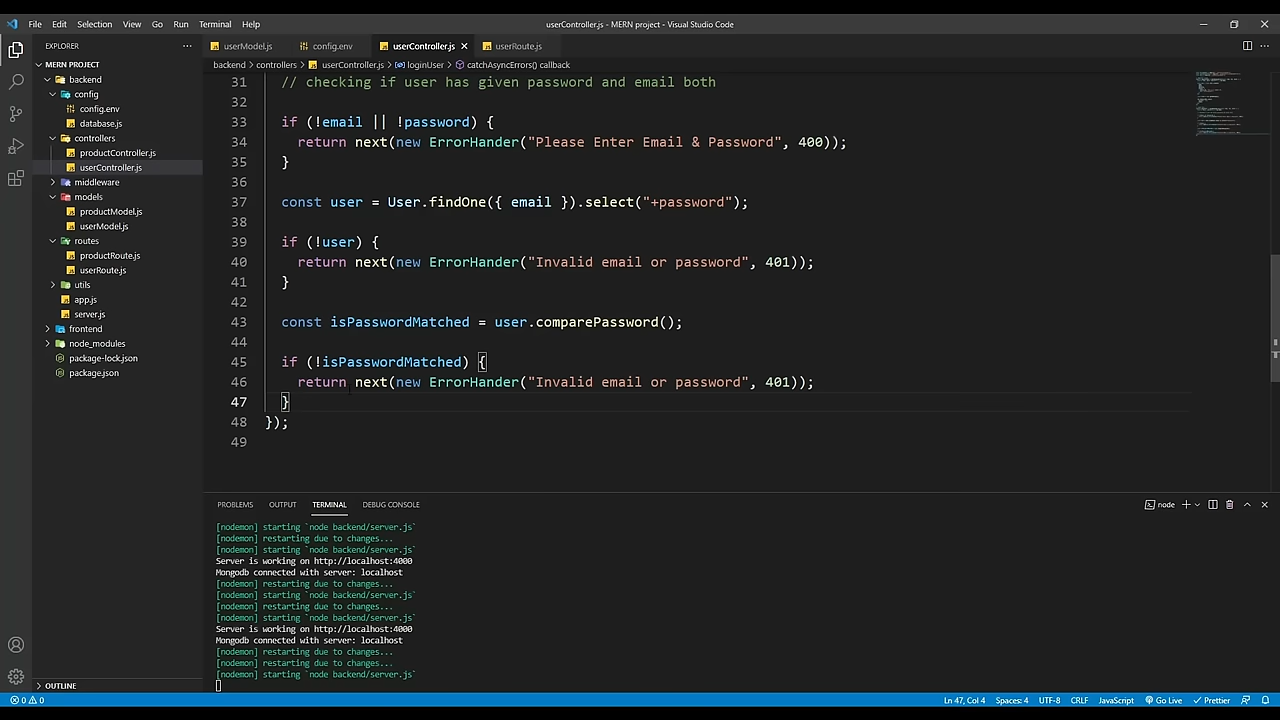 File Edit Selection View Go Run Terminal Help
userController.js - MERN project - Visual Studio Code
EXPLORER
userModel.js
config.env
userController.js
userRoute.js
MERN PROJECT
backend > controllers > userController.js > loginUser > catchAsyncErrors() callback
backend
config
config.env
database.js
controllers
productController.js
userController.js
middleware
models
productModel.js
userModel.js
routes
productRoute.js
userRoute.js
utils
app.js
server.js
frontend
node_modules
package-lock.json
package.json
OUTLINE
31 // checking if user has given password and email both
32
33 if (!email || !password) {
34 return next(new ErrorHander("Please Enter Email & Password", 400));
35 }
36
37 const user = User.findOne({ email }).select("+password");
38
39 if (!user) {
40 return next(new ErrorHander("Invalid email or password", 401));
41 }
42
43 const isPasswordMatched = user.comparePassword();
44
45 if (!isPasswordMatched) {
46 return next(new ErrorHander("Invalid email or password", 401));
47 }
48 });
49
PROBLEMS OUTPUT TERMINAL DEBUG CONSOLE
node
[nodemon] starting `node backend/server.js`
[nodemon] restarting due to changes...
[nodemon] starting `node backend/server.js`
Server is working on http://localhost:4000
Mongodb connected with server: localhost
[nodemon] restarting due to changes...
[nodemon] starting `node backend/server.js`
[nodemon] restarting due to changes...
[nodemon] starting `node backend/server.js`
Server is working on http://localhost:4000
Mongodb connected with server: localhost
[nodemon] restarting due to changes...
[nodemon] restarting due to changes...
[nodemon] starting `node backend/server.js`
0 0
Ln 47, Col 4 Spaces: 4 UTF-8 CRLF JavaScript Go Live Prettier